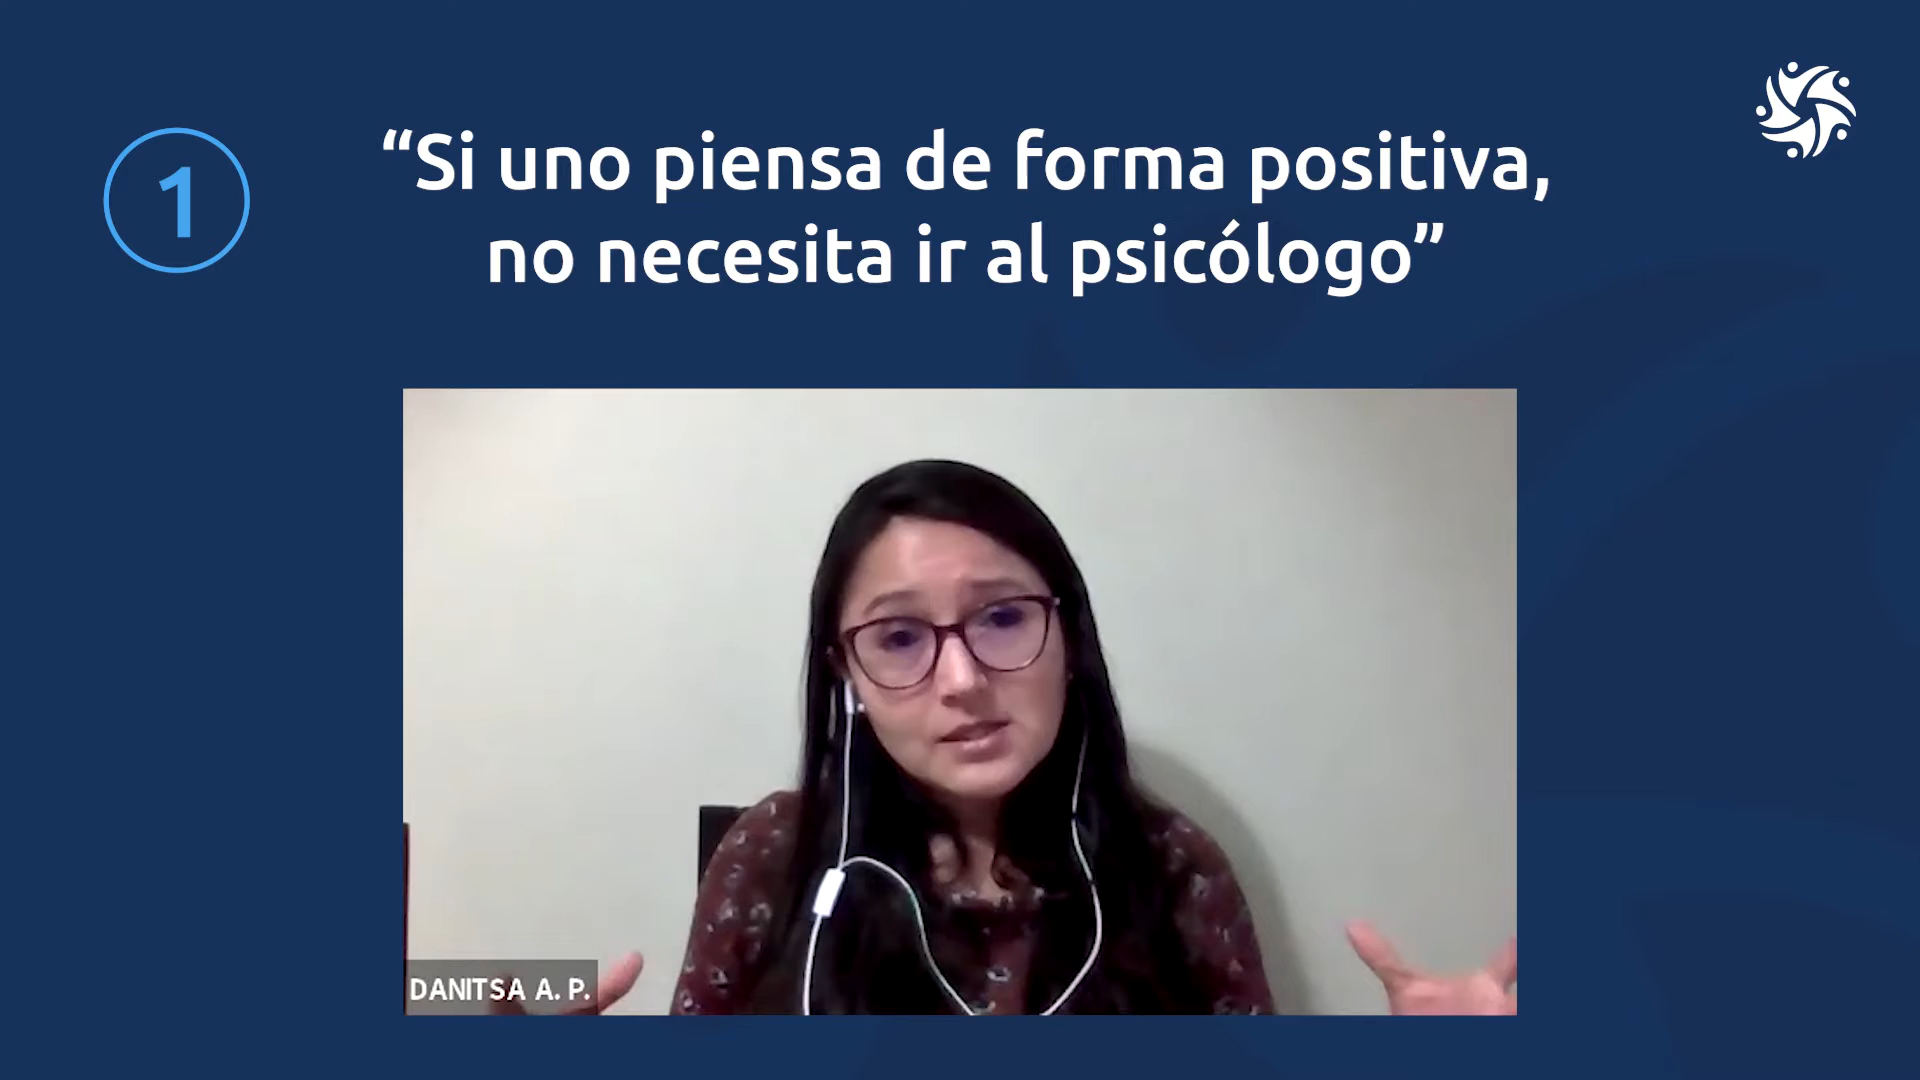 1
“Si uno piensa de forma positiva,
no necesita ir al psicólogo”
DANITSA A. P.